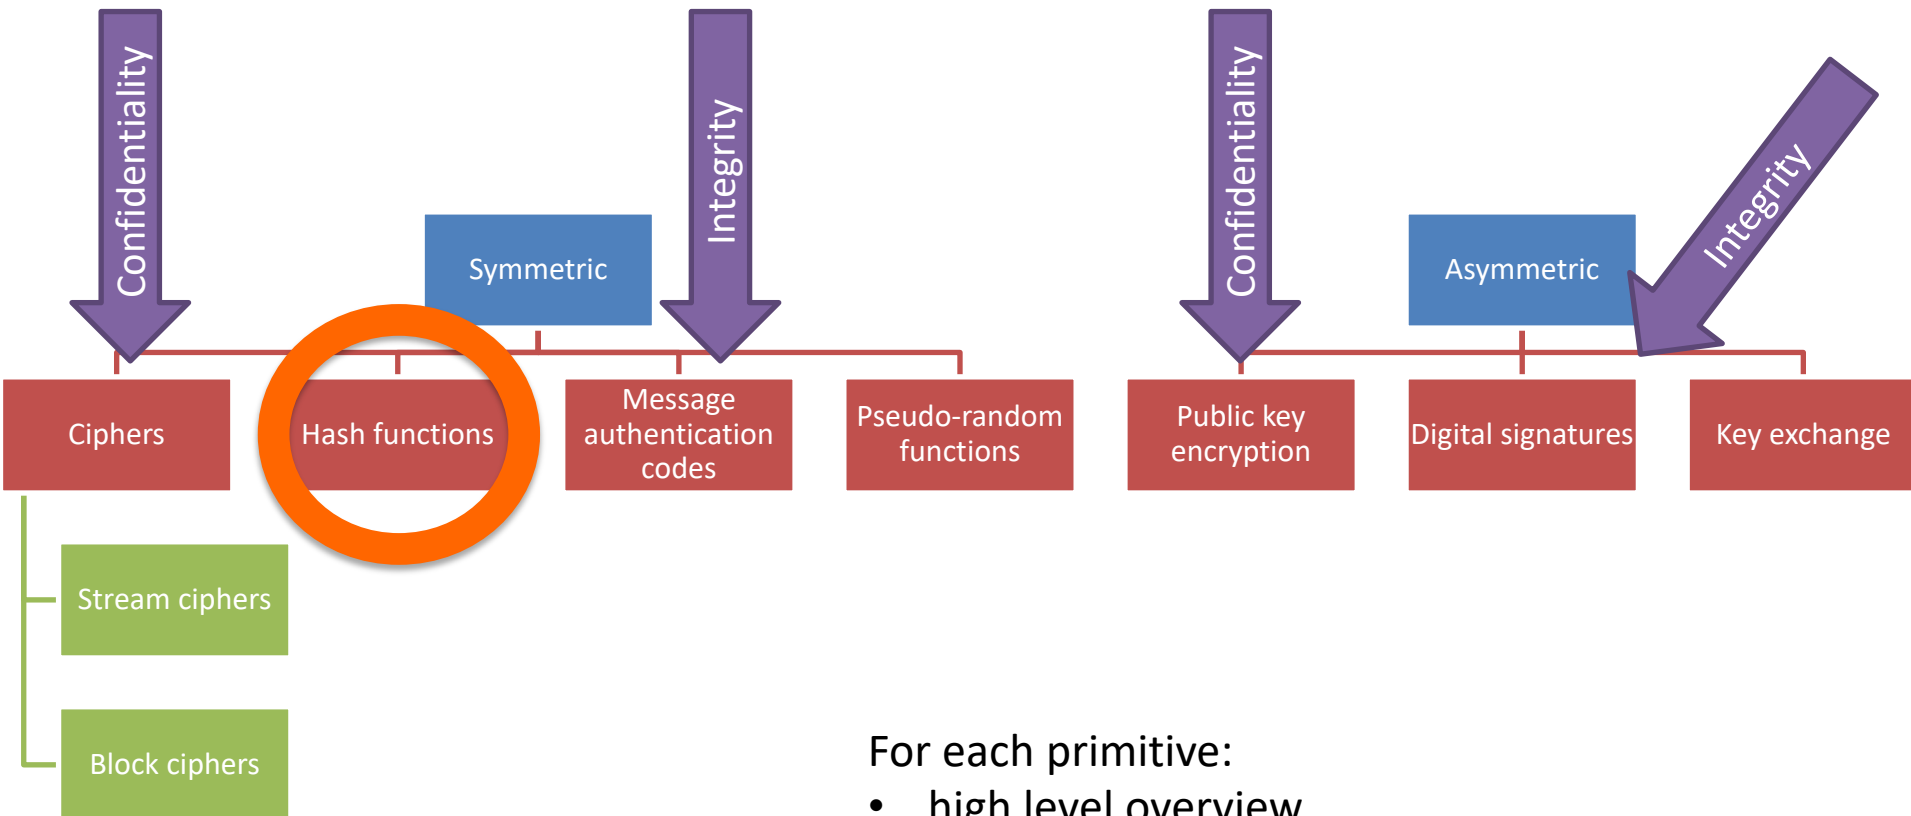 Confidentiality
Integrity
Confidentiality
Integrity
Symmetric
Asymmetric
Ciphers
Hash functions
Message
authentication
codes
Pseudo-random
functions
Public key
encryption
Digital signatures
Key exchange
Stream ciphers
Block ciphers
For each primitive:
• high level overview